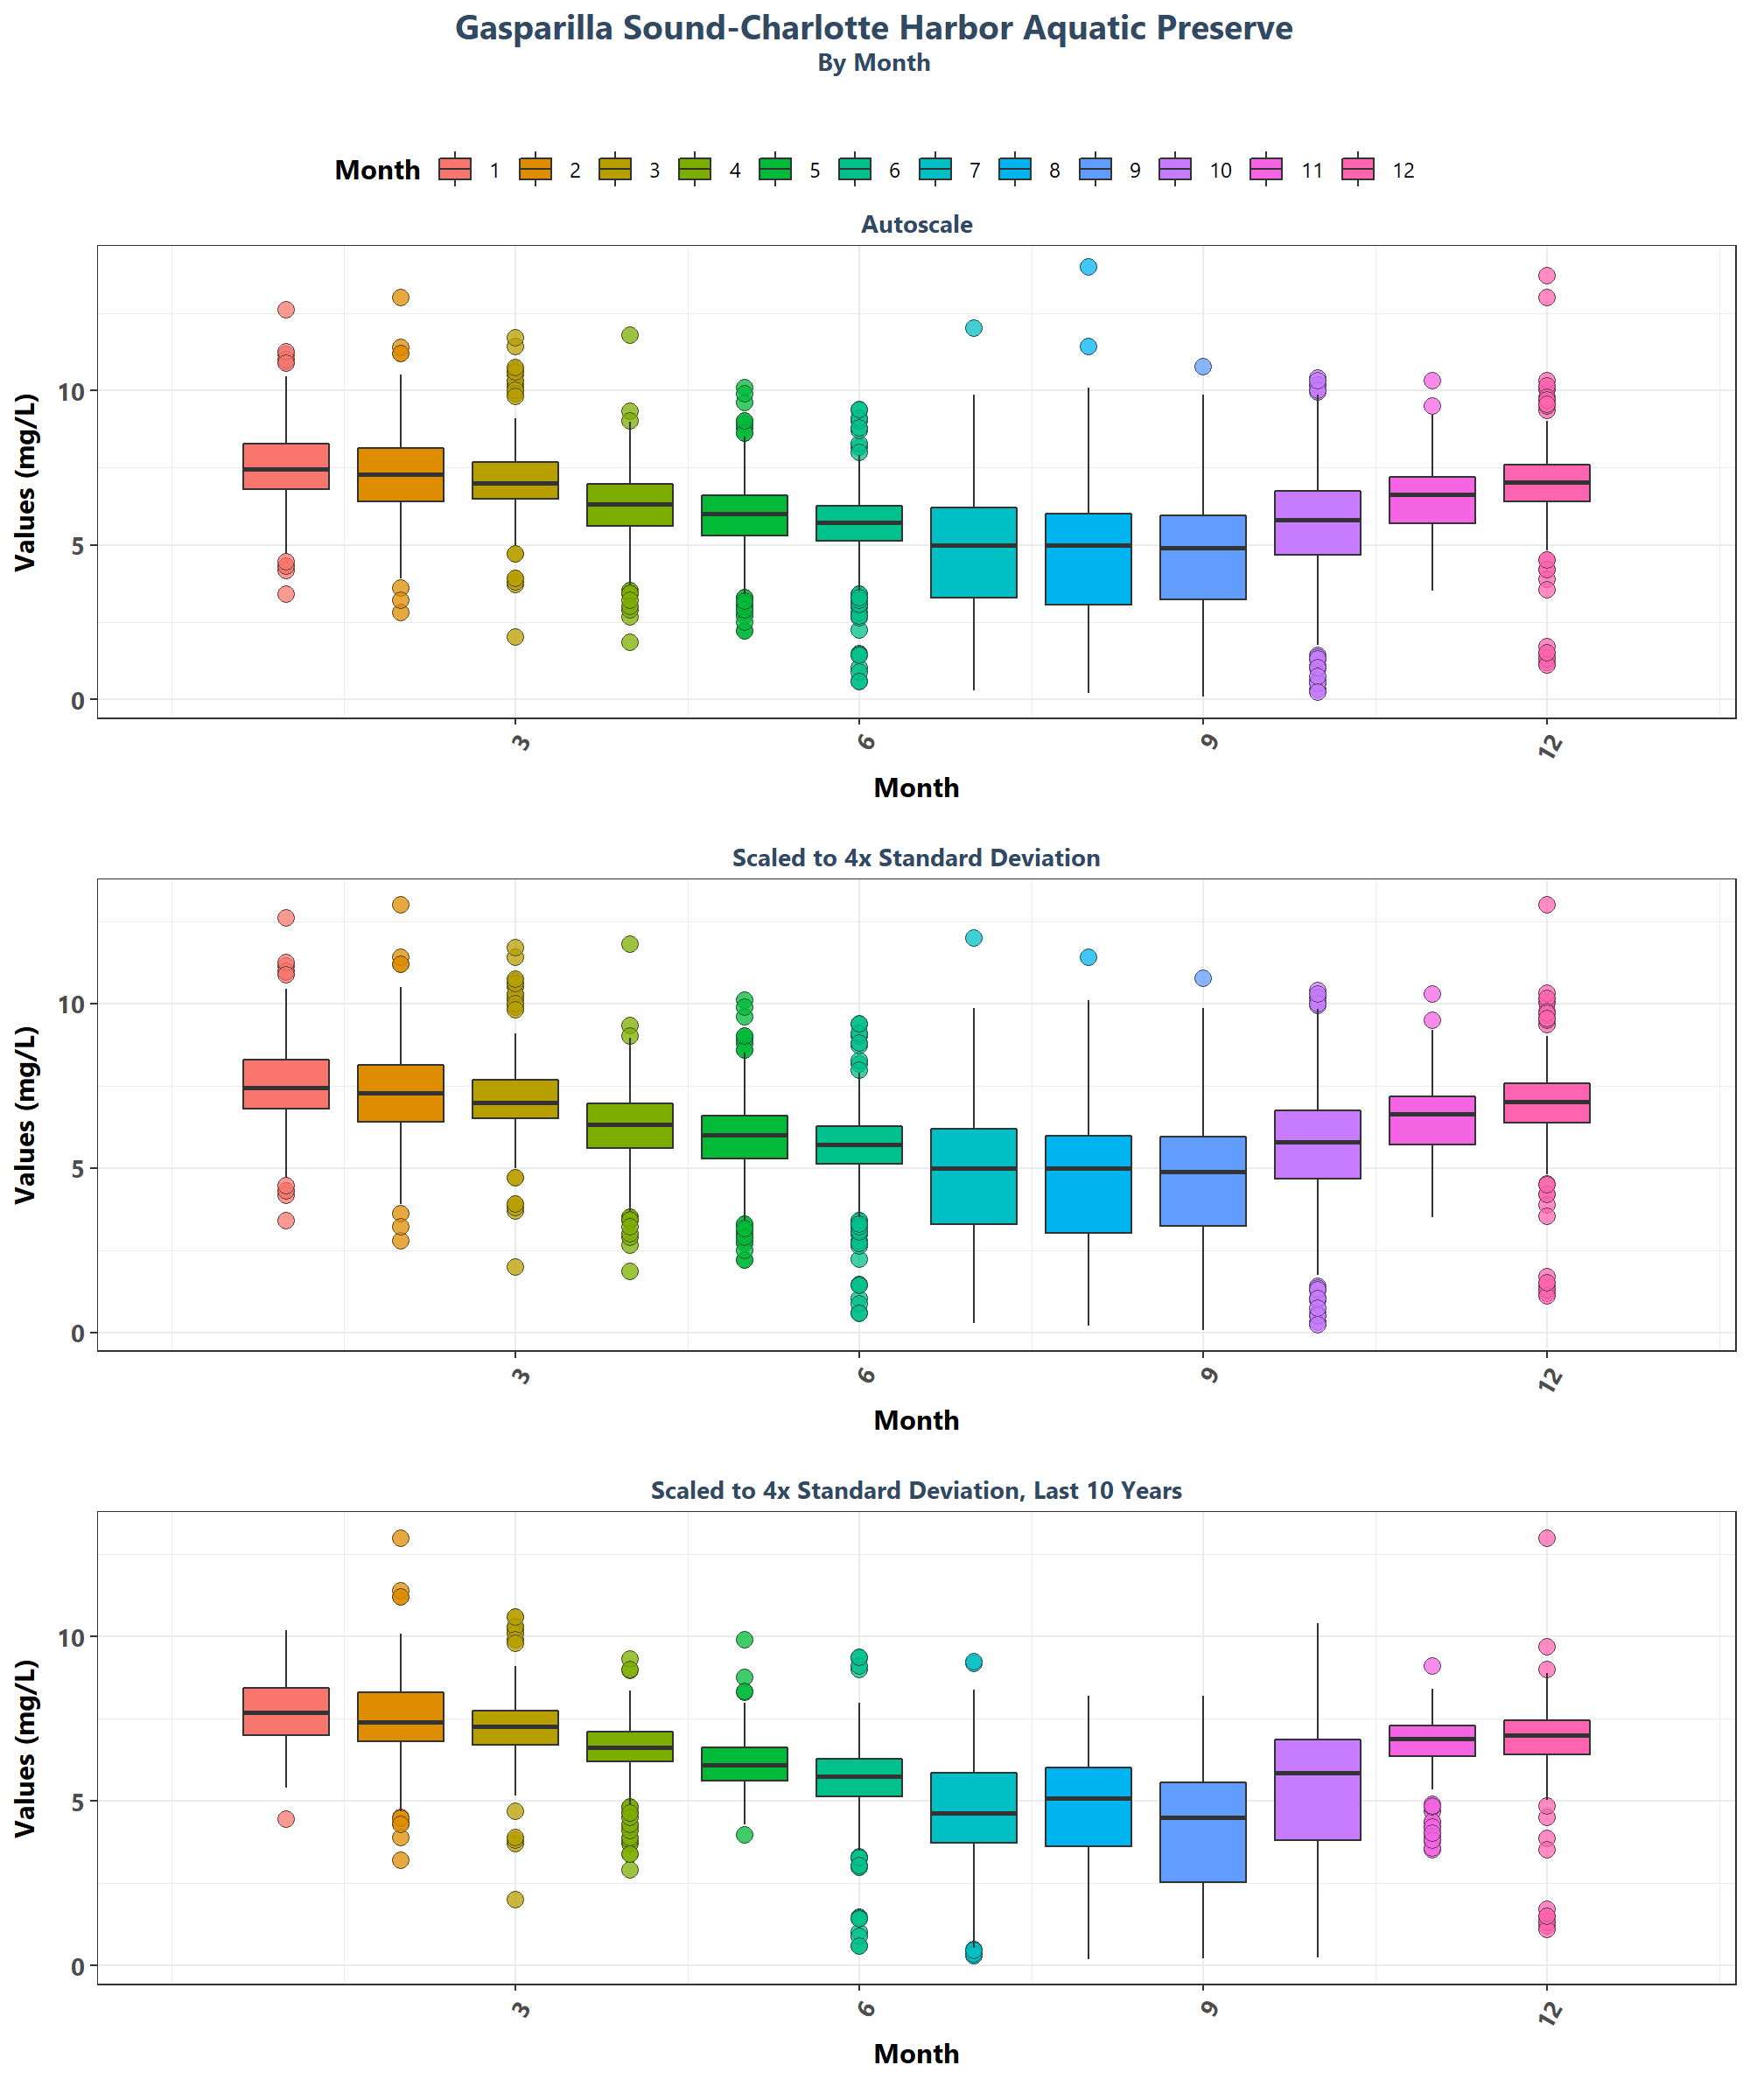 Gasparilla Sound-Charlotte Harbor Aquatic Preserve
By Month
Month 1 2 3 4 5 6 7 8 9 10 11 12
Autoscale
Values (mg/L)
10
5
0
3 6 9 12
Month
Scaled to 4x Standard Deviation
Values (mg/L)
10
5
0
3 6 9 12
Month
Scaled to 4x Standard Deviation, Last 10 Years
Values (mg/L)
10
5
0
3 6 9 12
Month